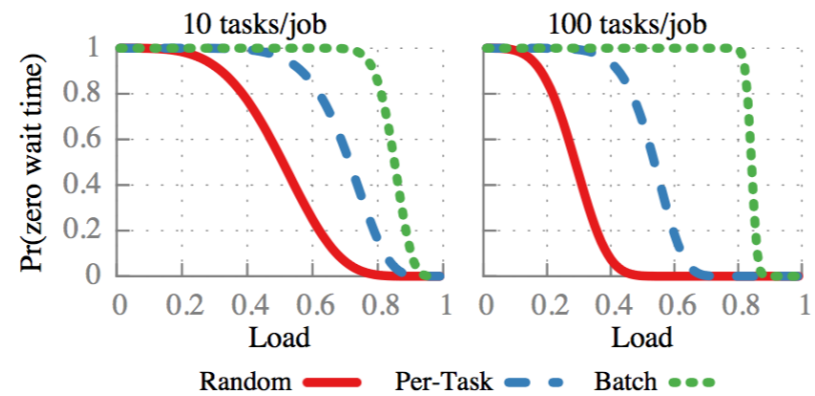 10 tasks/job 100 tasks/job
Pr(zero wait time)
1
0.8
0.6
0.4
0.2
0
0 0.2 0.4 0.6 0.8 1 0 0.2 0.4 0.6 0.8 1
Load Load
Random Per-Task Batch